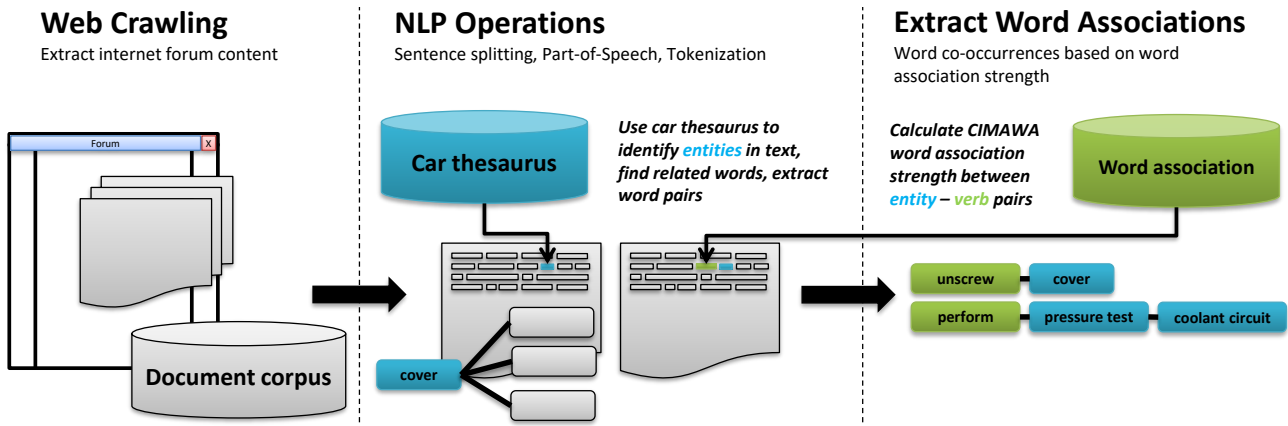 Web Crawling
Extract internet forum content
Forum
X
Document corpus
NLP Operations
Sentence splitting, Part-of-Speech, Tokenization
Car thesaurus
Use car thesaurus to
identify entities in text,
find related words, extract
word pairs
cover
Extract Word Associations
Word co-occurrences based on word
association strength
Calculate CIMAWA
word association
strength between
entity – verb pairs
Word association
unscrew cover
perform pressure test coolant circuit